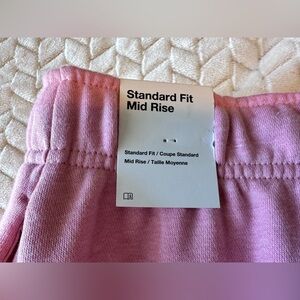 Standard Fit
Mid Rise
Standard Fit / Coupe Standard
Mid Rise / Taille Moyenne